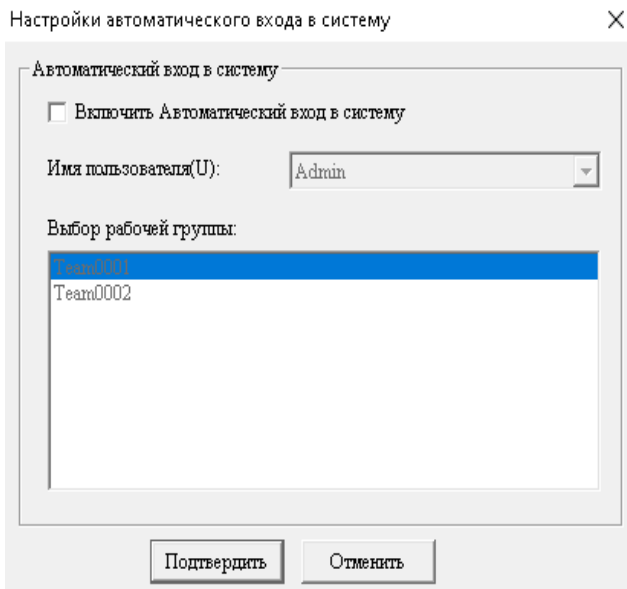 Настройки автоматического входа в систему
Автоматический вход в систему
Включить Автоматический вход в систему
Имя пользователя(U):
Admin
Выбор рабочей группы:
Team0001
Team0002
Подтвердить
Отменить